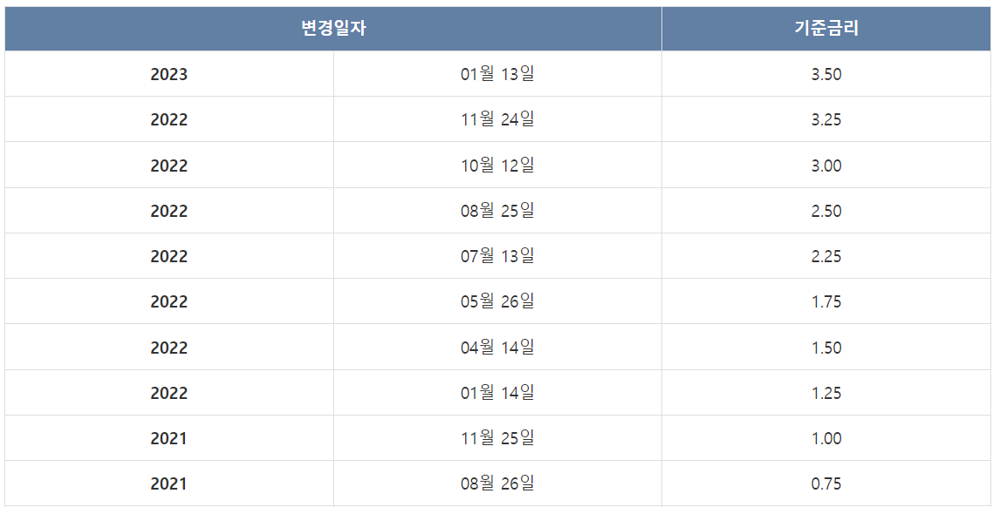 변경일자 기준금리
2023 01월 13일 3.50
2022 11월 24일 3.25
2022 10월 12일 3.00
2022 08월 25일 2.50
2022 07월 13일 2.25
2022 05월 26일 1.75
2022 04월 14일 1.50
2022 01월 14일 1.25
2021 11월 25일 1.00
2021 08월 26일 0.75